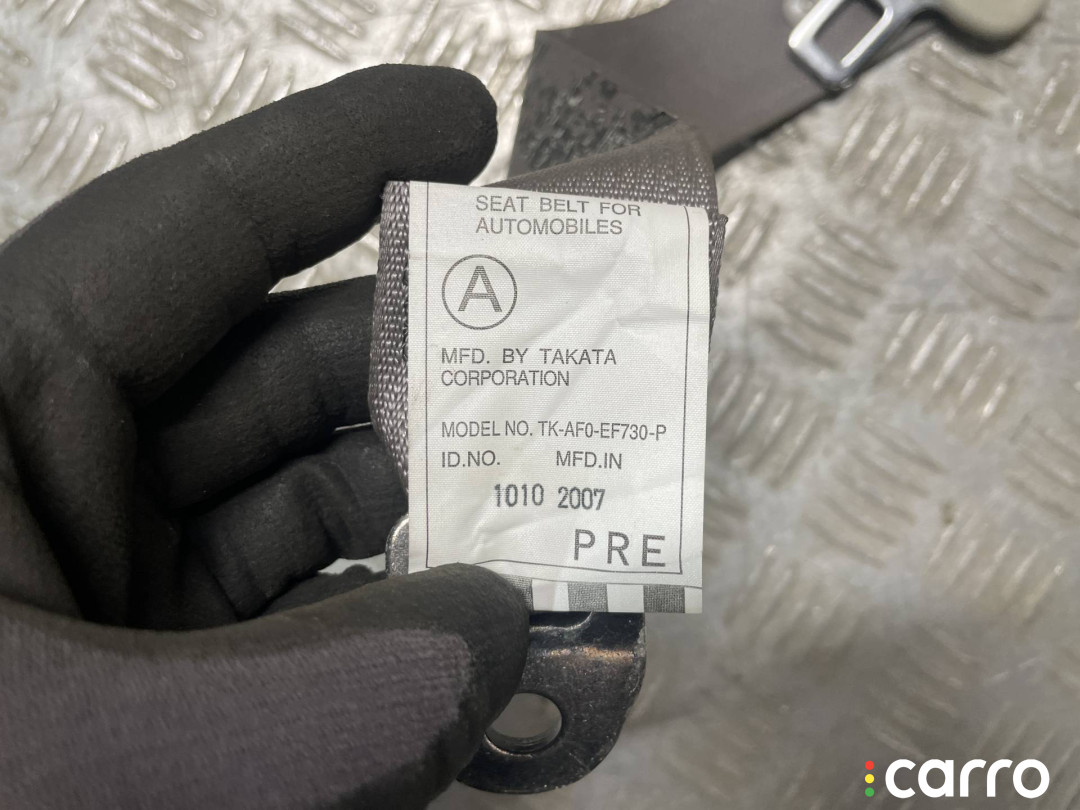 SEAT BELT FOR
AUTOMOBILES
A
MFD. BY TAKATA
CORPORATION
MODEL NO. TK-AF0-EF730-P
ID.NO. MFD.IN
1010 2007
PRE
carro